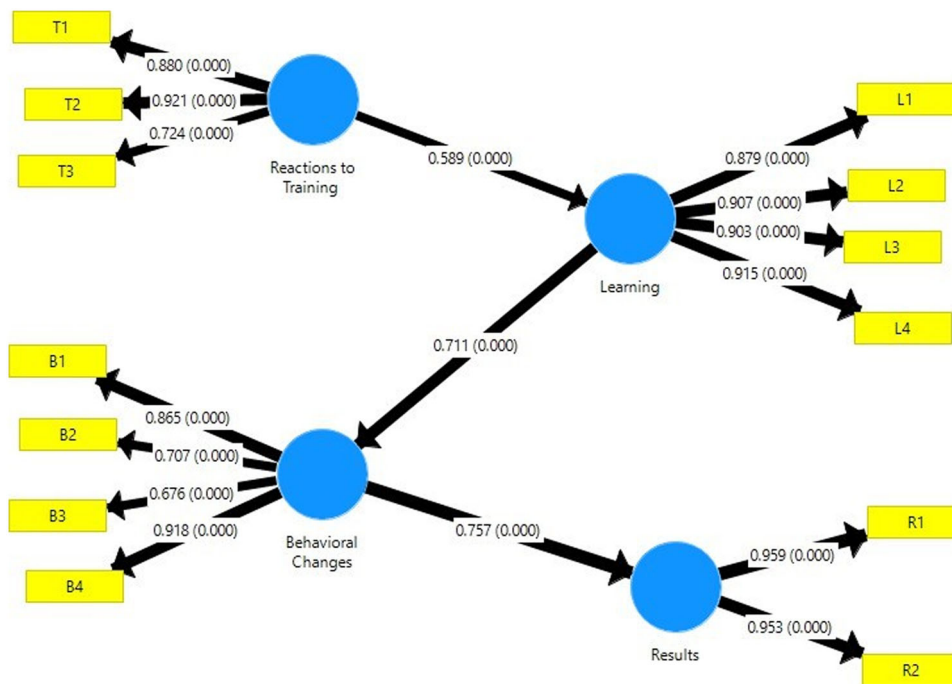 T1
0.880 (0.000)
T2
0.921 (0.000)
0.724 (0.000)
T3
Reactions to
Training
0.589 (0.000)
L1
0.879 (0.000)
L2
0.907 (0.000)
0.903 (0.000)
L3
0.915 (0.000)
Learning
L4
0.711 (0.000)
B1
0.865 (0.000)
B2
0.707 (0.000)
0.676 (0.000)
B3
0.918 (0.000)
B4
Behavioral
Changes
0.757 (0.000)
R1
0.959 (0.000)
0.953 (0.000)
Results
R2